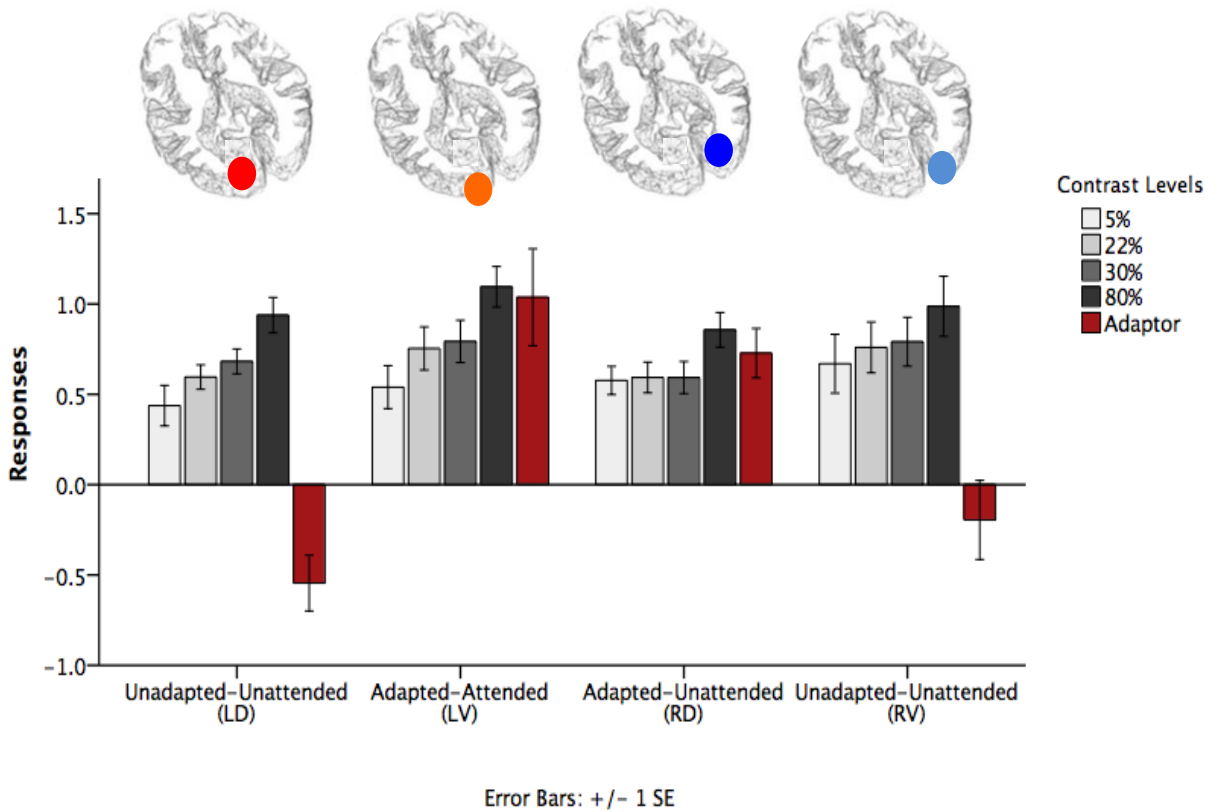 Contrast Levels
5%
22%
30%
80%
Adaptor
Responses
1.5
1.0
0.5
0.0
−0.5
−1.0
Unadapted-Unattended
(LD)
Adapted-Attended
(LV)
Adapted-Unattended
(RD)
Unadapted-Unattended
(RV)
Error Bars: +/- 1 SE